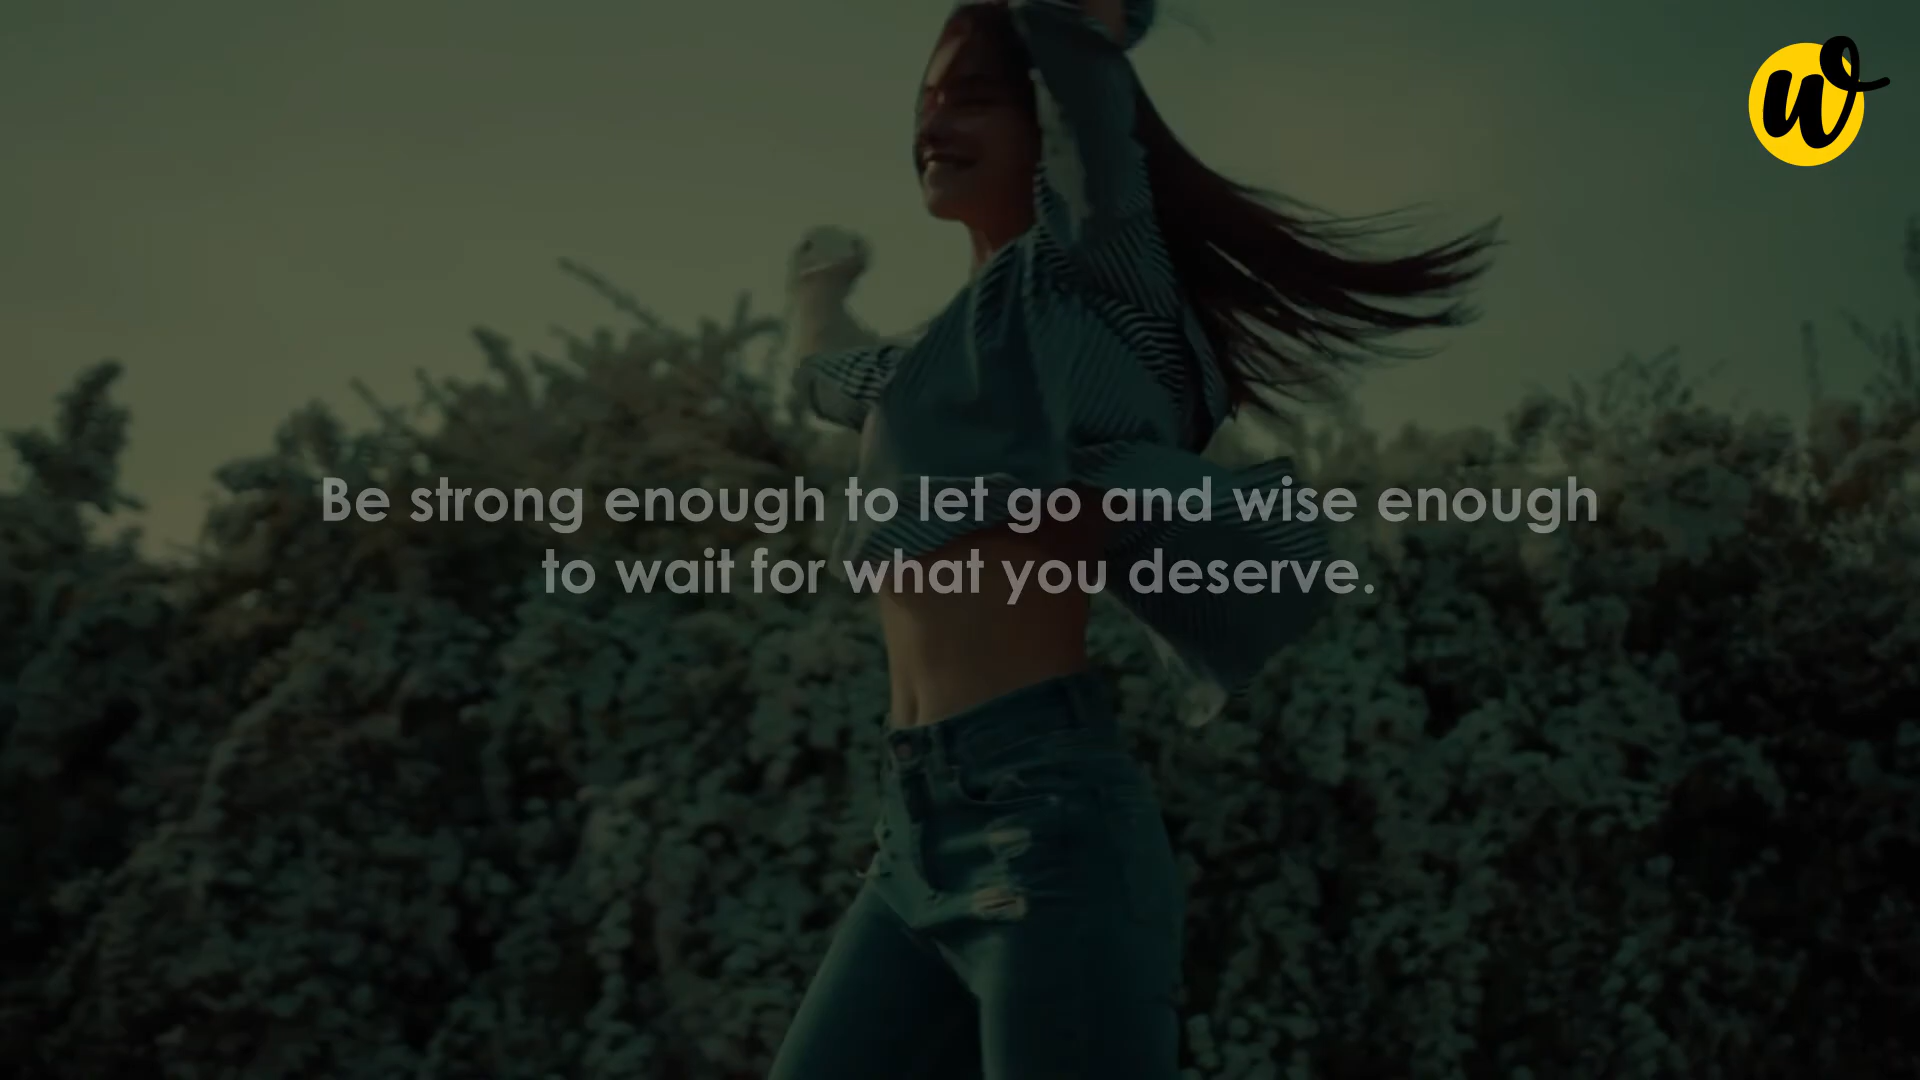 w
Be strong enough to let go and wise enough
to wait for what you deserve.